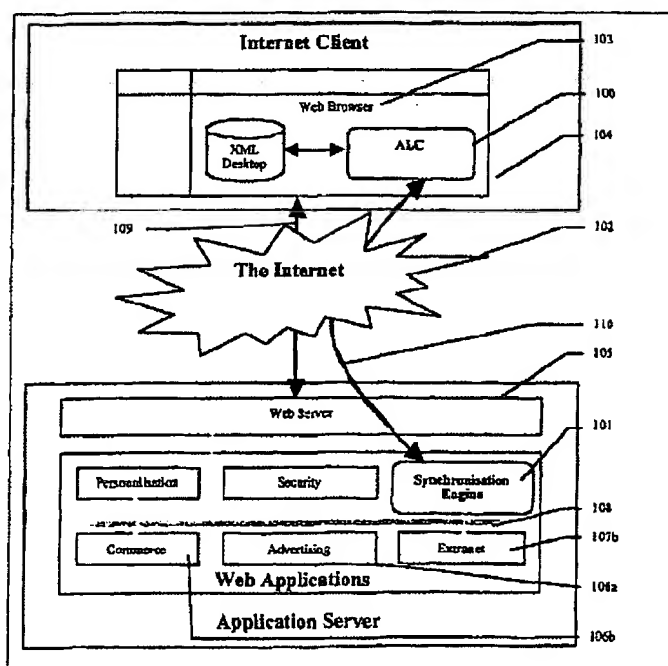 Internet Client
103
Web Browser
100
XML
Desktop
ALC
104
109
102
The Internet
110
105
Web Server
101
Personalisation
Security
Synchronisation
Engine
108
107b
Commerce
Advertising
Extranet
Web Applications
106a
Application Server
106b